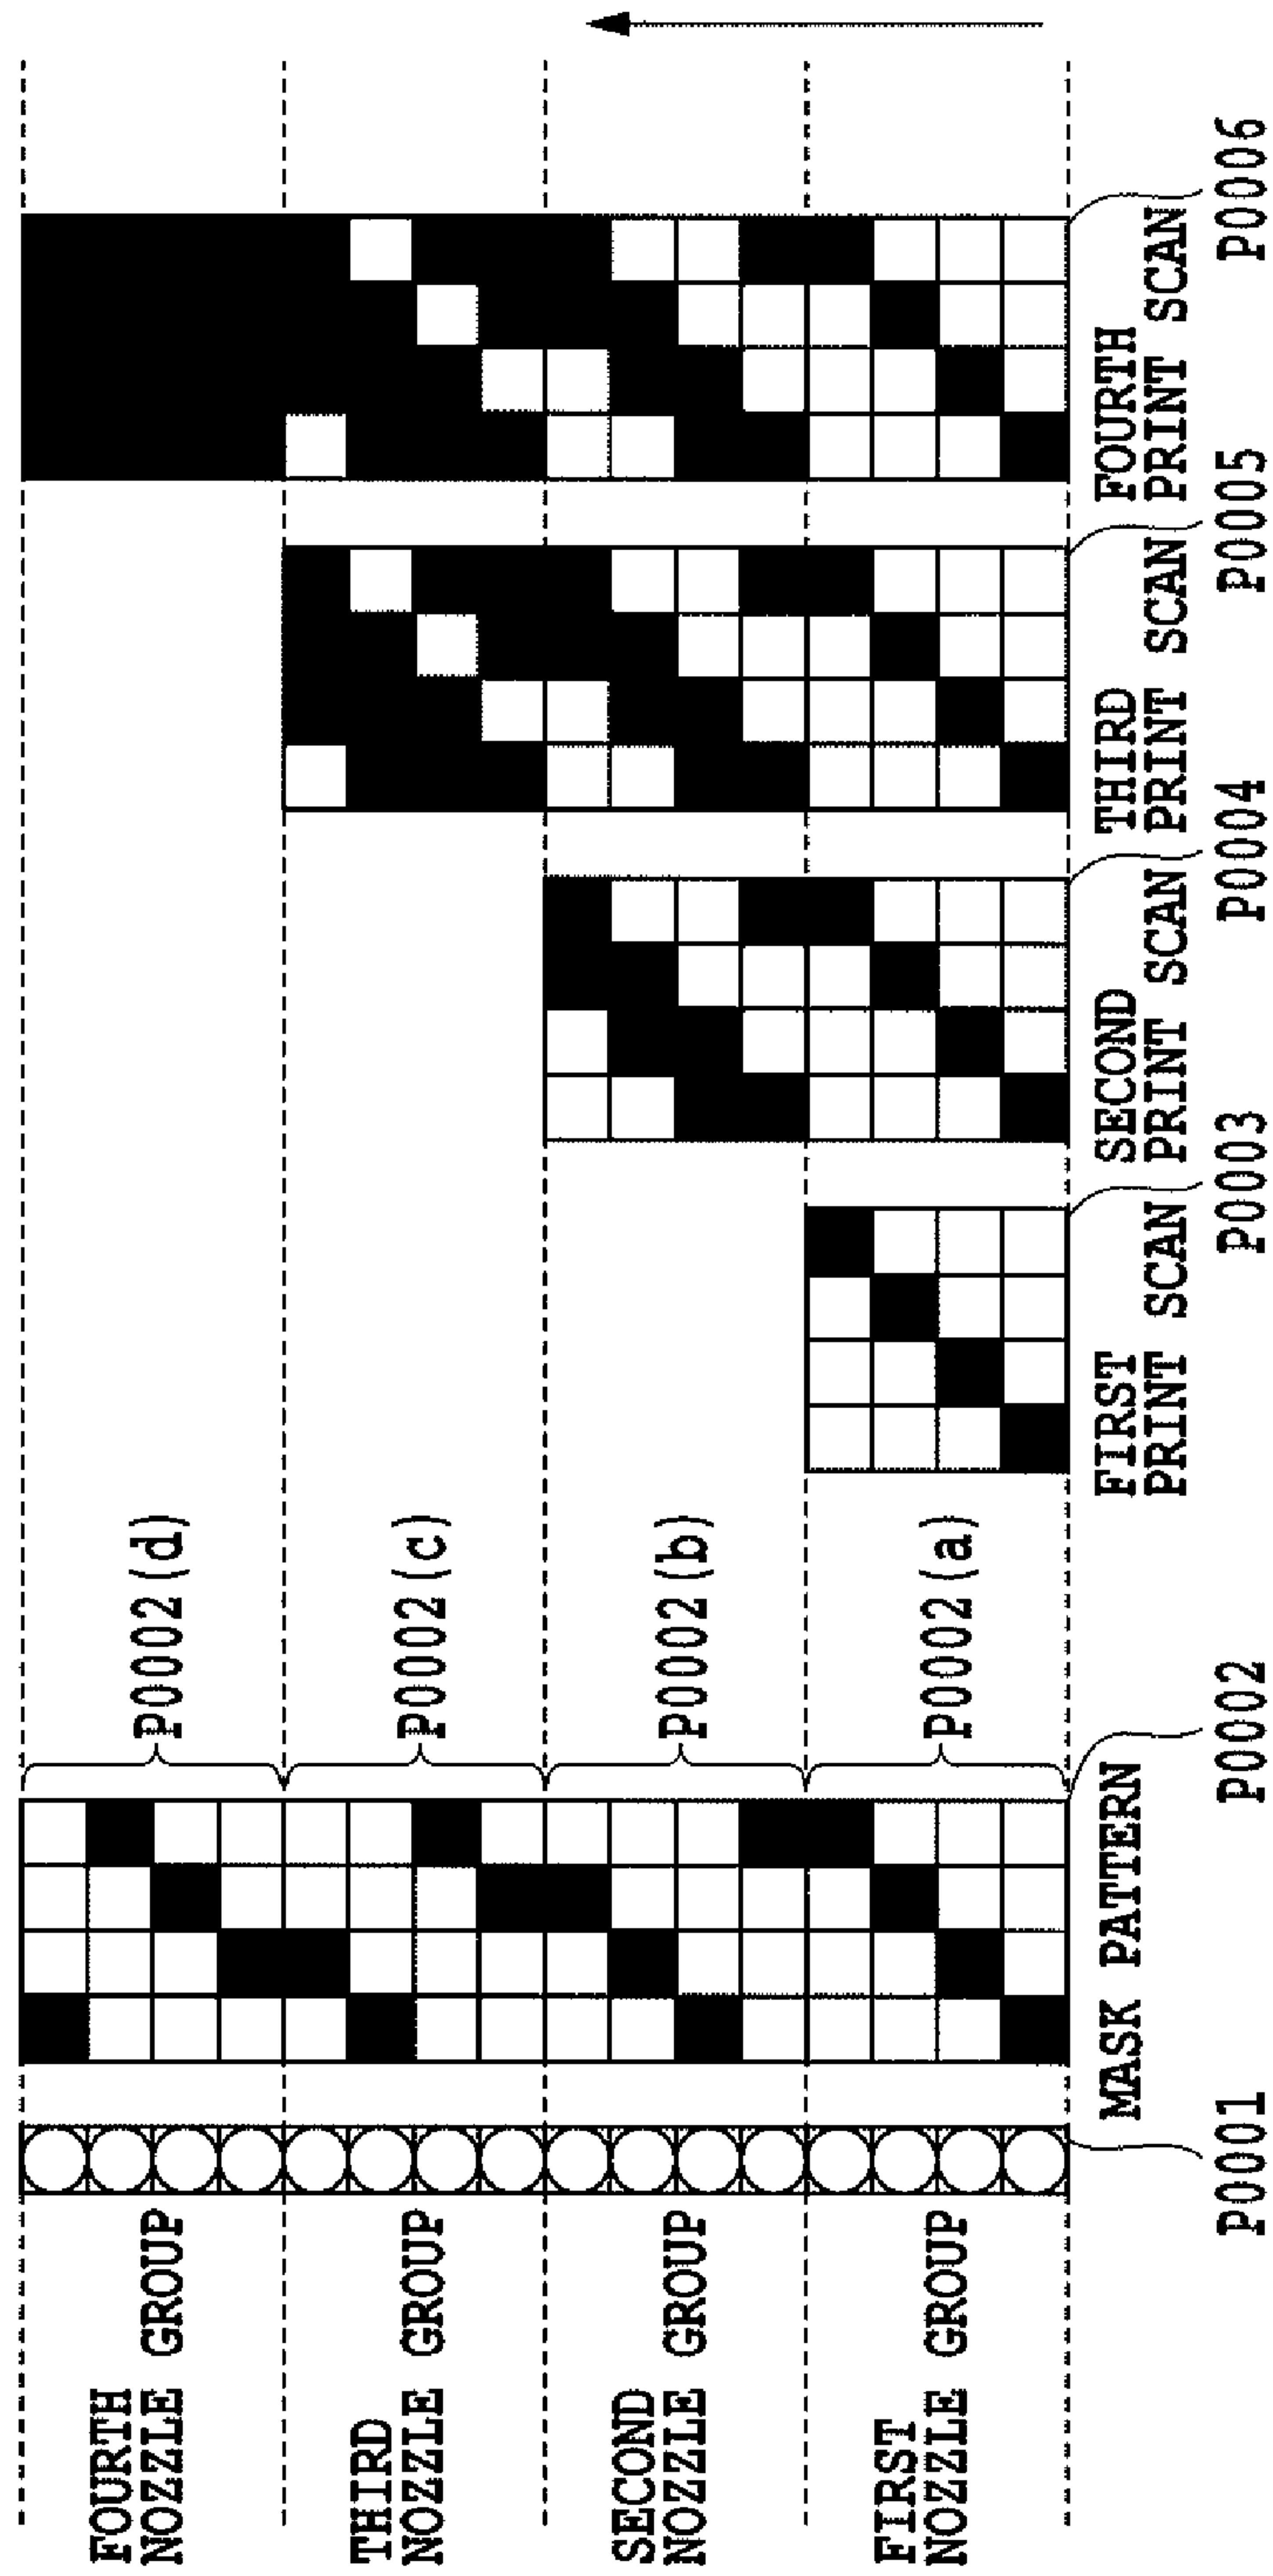 FOURTH
NOZZLE GROUP
THIRD
NOZZLE GROUP
SECOND
NOZZLE GROUP
FIRST
NOZZLE GROUP
P0001
MASK PATTERN
P0002
P0002(d)
P0002(c)
P0002(b)
P0002(a)
FIRST
PRINT SCAN
P0003
SECOND
PRINT SCAN
P0004
THIRD
PRINT SCAN
P0005
FOURTH
PRINT SCAN
P0006